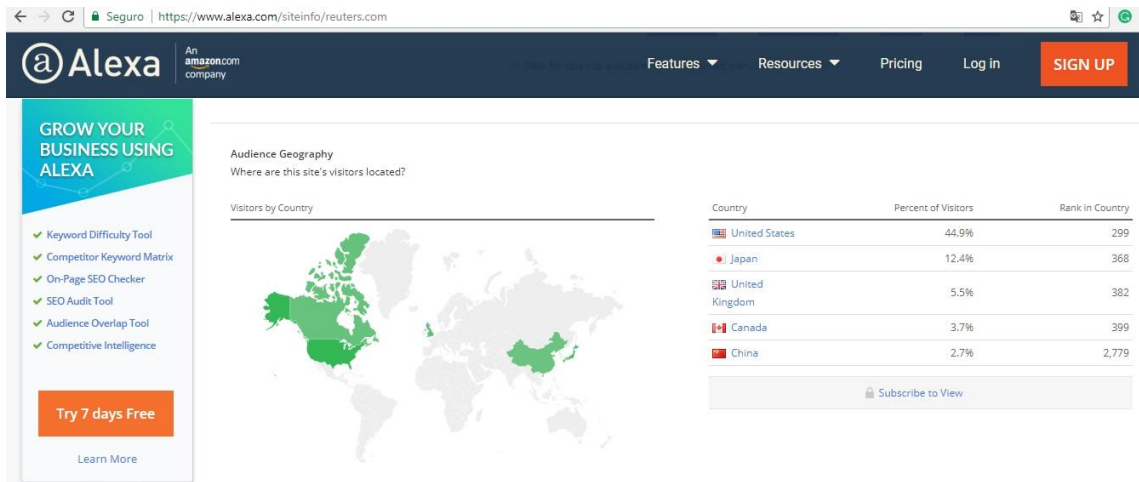 Seguro | https://www.alexa.com/siteinfo/reuters.com
a Alexa
An
amazon.com
company
Features
Resources
Pricing
Log in
SIGN UP
GROW YOUR
BUSINESS USING
ALEXA
Keyword Difficulty Tool
Competitor Keyword Matrix
On-Page SEO Checker
SEO Audit Tool
Audience Overlap Tool
Competitive Intelligence
Try 7 days Free
Learn More
Audience Geography
Where are this site's visitors located?
Visitors by Country
Country Percent of Visitors Rank in Country
United States 44.9% 299
Japan 12.4% 368
United
Kingdom 5.5% 382
Canada 3.7% 399
China 2.7% 2,779
Subscribe to View